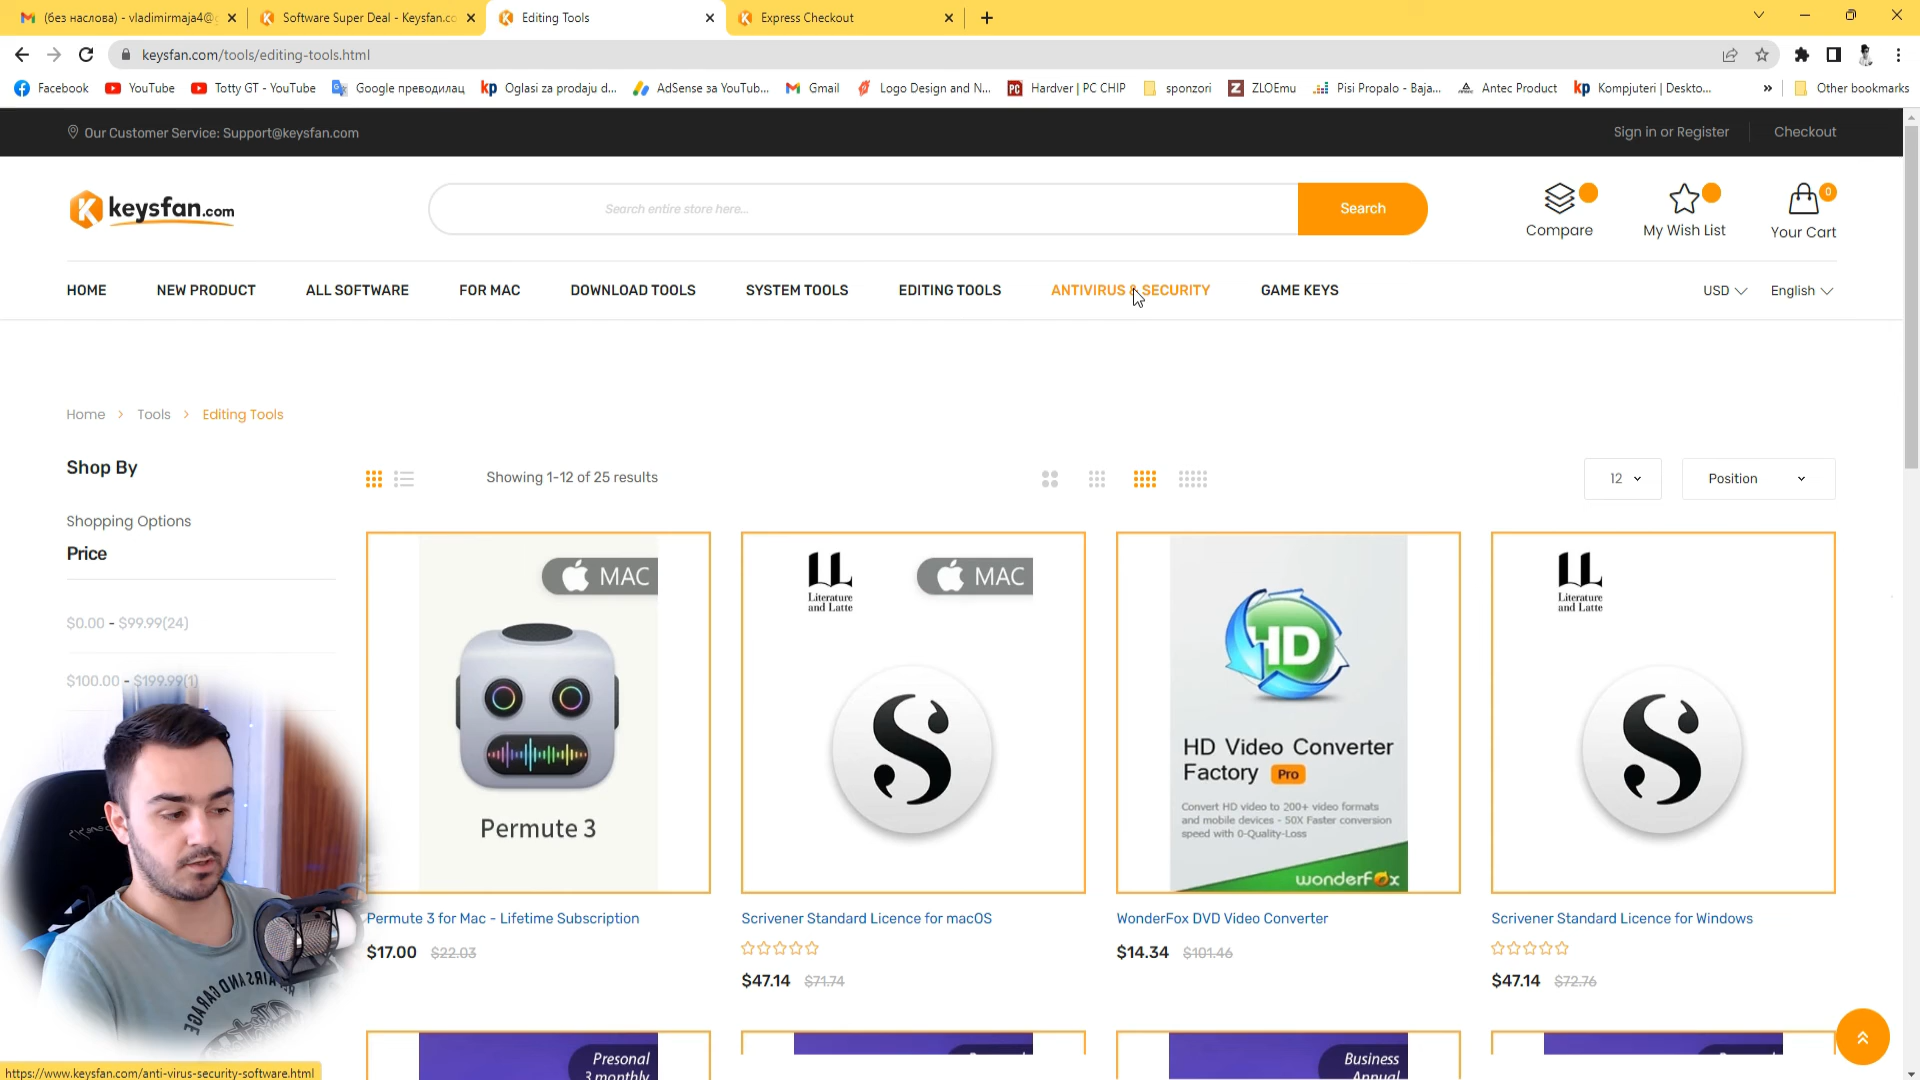 (без наслова) - vladimirmaja4@g
Software Super Deal - Keysfan.co
Editing Tools
Express Checkout
keysfan.com/tools/editing-tools.html
Facebook
YouTube
Totty GT - YouTube
Google преводилац
Oglasi za prodaju d...
AdSense за YouTub...
Gmail
Logo Design and N...
Hardver | PC CHIP
sponzori
ZLOEmu
Pisi Propalo - Baja...
Antec Product
Kompjuteri | Deskto...
»
Other bookmarks
Our Customer Service: Support@keysfan.com
Sign in or Register
Checkout
keysfan.com
Search entire store here...
Search
Compare
My Wish List
0
Your Cart
HOME
NEW PRODUCT
ALL SOFTWARE
FOR MAC
DOWNLOAD TOOLS
SYSTEM TOOLS
EDITING TOOLS
ANTIVIRUS & SECURITY
GAME KEYS
USD
English
Home > Tools > Editing Tools
Shop By
Showing 1-12 of 25 results
12
Position
Shopping Options
Price
$0.00 - $99.99(24)
$100.00 - $199.99(1)
MAC
Permute 3
Literature
and Latte
MAC
S
HD
HD Video Converter
Factory Pro
Convert HD video to 200+ video formats
and mobile devices - 50X Faster conversion
speed with 0-Quality-Loss
wonderfox
Literature
and Latte
S
Permute 3 for Mac - Lifetime Subscription
$17.00 $22.03
Scrivener Standard Licence for macOS
$47.14 $71.74
WonderFox DVD Video Converter
$14.34 $101.46
Scrivener Standard Licence for Windows
$47.14 $72.76
Presonal
3 monthly
Business
Annual
REPAIRS AND GARAGE
https://www.keysfan.com/anti-virus-security-software.html